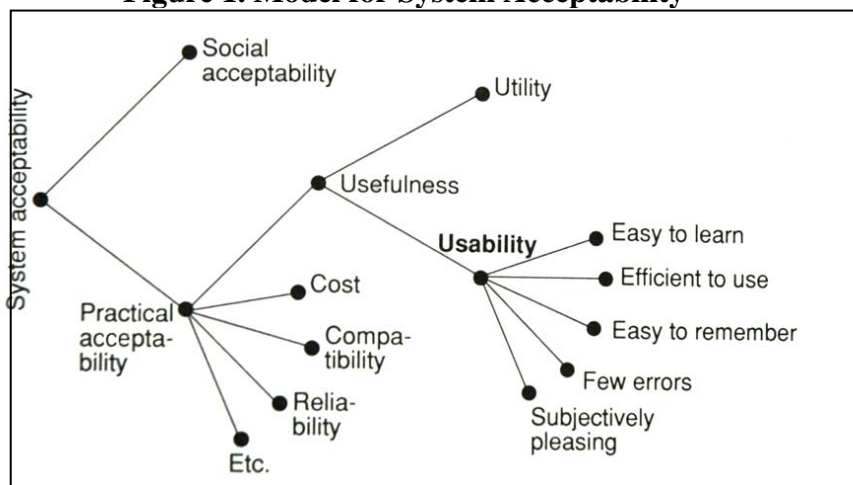 Figure 1. Model for System Acceptability
Social
acceptability
Utility
System acceptability
Usefulness
Usability
Easy to learn
Efficient to use
Cost
Practical
accepta-
bility
Compa-
tibility
Easy to remember
Few errors
Relia-
bility
Subjectively
pleasing
Etc.